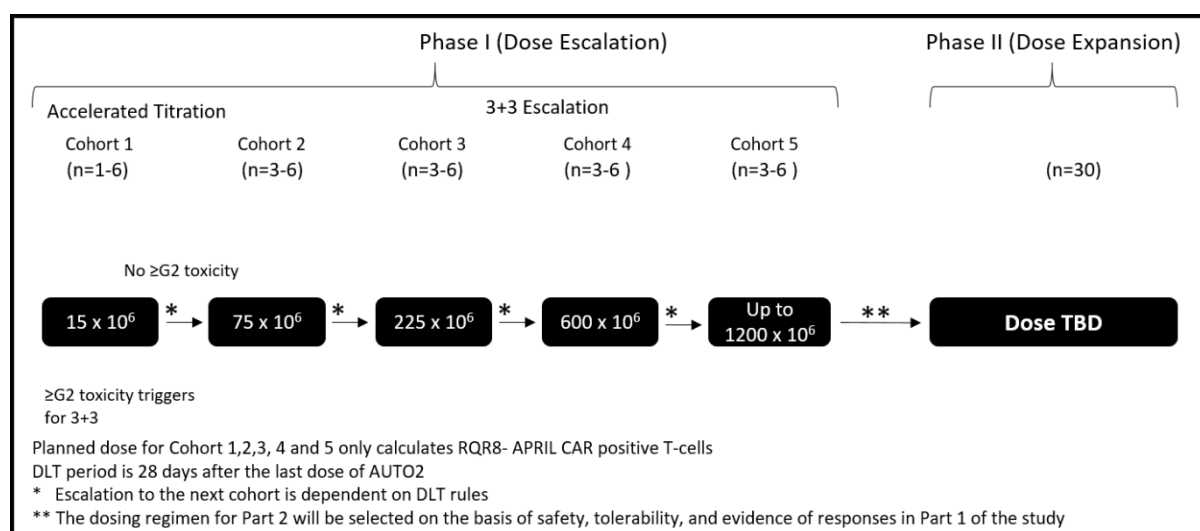 Phase I (Dose Escalation)
Phase II (Dose Expansion)
Accelerated Titration
3+3 Escalation
Cohort 1
(n=1-6)
Cohort 2
(n=3-6)
Cohort 3
(n=3-6)
Cohort 4
(n=3-6 )
Cohort 5
(n=3-6 )
(n=30)
No ≥G2 toxicity
15 x 10⁶
*
75 x 10⁶
*
225 x 10⁶
*
600 x 10⁶
*
Up to
1200 x 10⁶
**
Dose TBD
≥G2 toxicity triggers
for 3+3
Planned dose for Cohort 1,2,3, 4 and 5 only calculates RQR8- APRIL CAR positive T-cells
DLT period is 28 days after the last dose of AUTO2
* Escalation to the next cohort is dependent on DLT rules
** The dosing regimen for Part 2 will be selected on the basis of safety, tolerability, and evidence of responses in Part 1 of the study